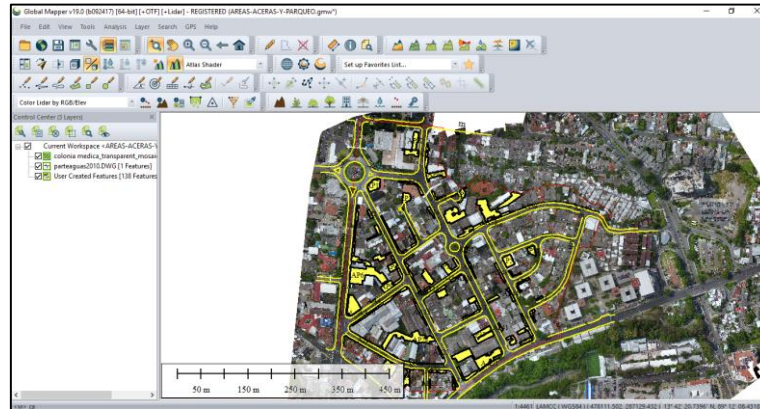 Global Mapper v19.0 (b092417) [64-bit] [+OTF] [+Lidar] - REGISTERED (AREAS-ACERAS-Y-PARQUEO.gmw*)
File Edit View Tools Analysis Layer Search GPS Help
Atlas Shader
Set up Favorites List...
Color Lidar by RGB/Elev
Control Center (3 Layers)
Current Workspace <AREAS-ACERAS-Y
colonia medica_transparent_mosaic
parteaguas2010.DWG [1 Features]
User Created Features [138 Features
AP6
50 m 150 m 250 m 350 m 450 m